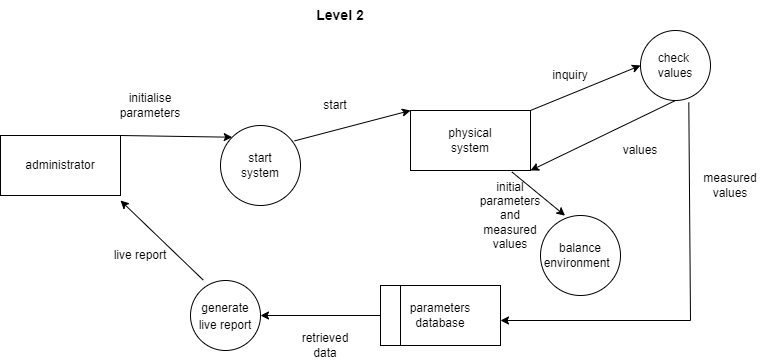 Level 2
check
values
inquiry
initialise
parameters
start
physical
system
administrator
start
system
values
measured
values
initial
parameters
and
measured
values
balance
environment
live report
generate
live report
parameters
database
retrieved
data